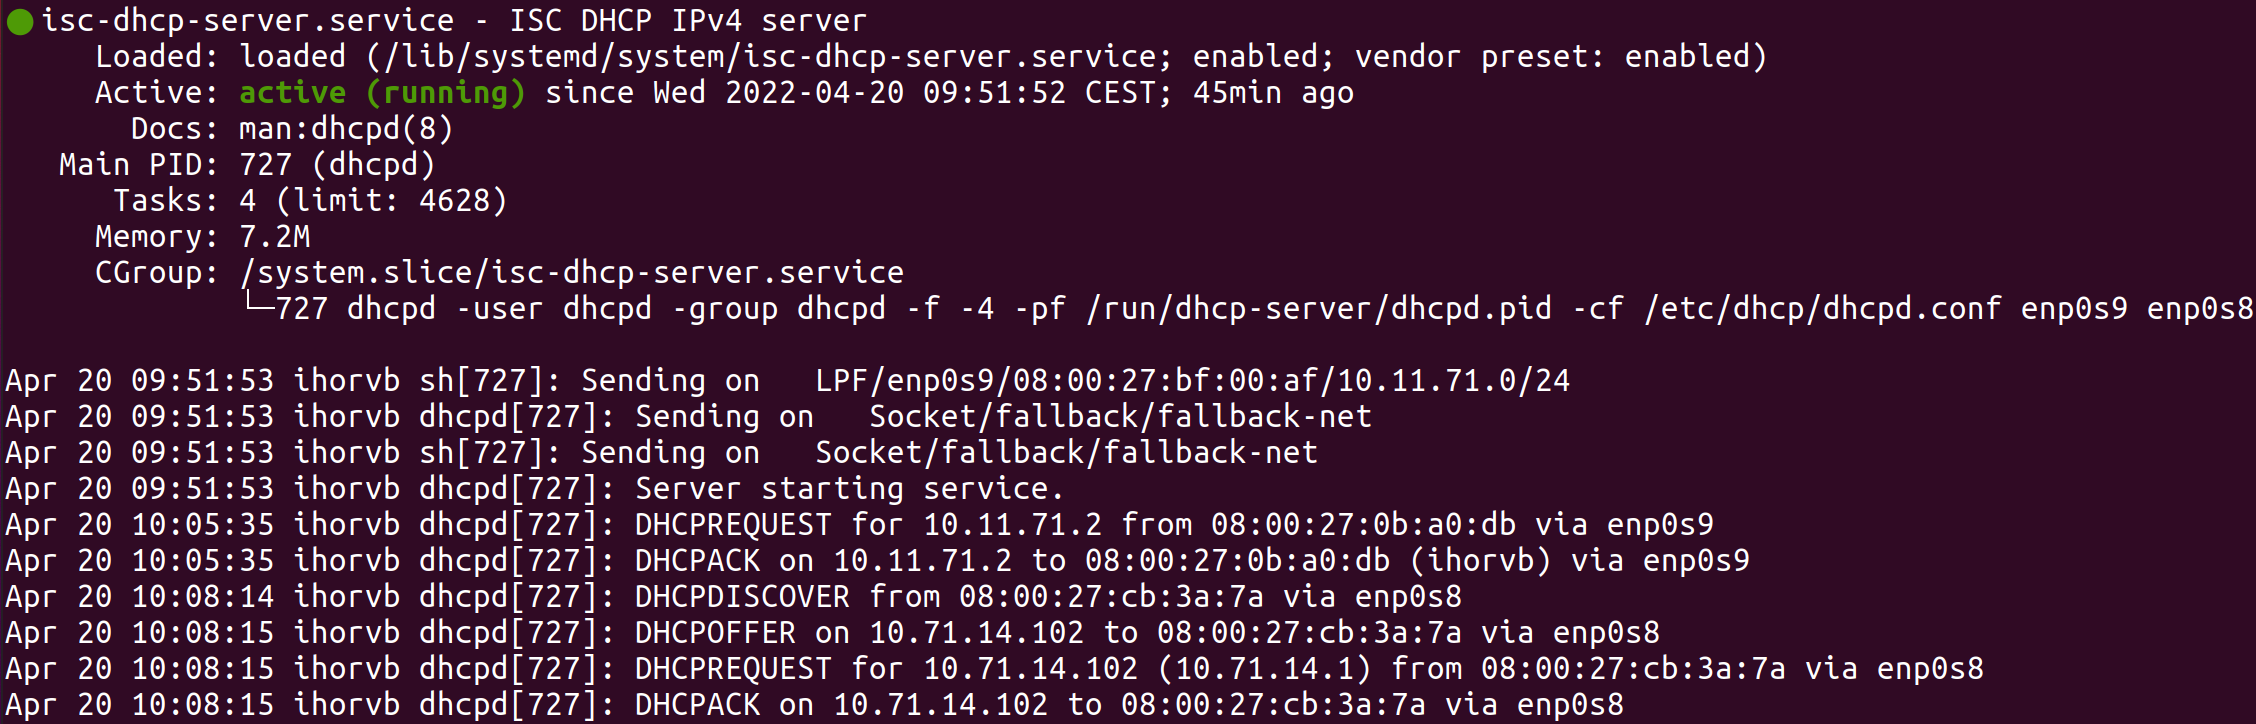 ● isc-dhcp-server.service - ISC DHCP IPv4 server
     Loaded: loaded (/lib/systemd/system/isc-dhcp-server.service; enabled; vendor preset: enabled)
     Active: active (running) since Wed 2022-04-20 09:51:52 CEST; 45min ago
       Docs: man:dhcpd(8)
   Main PID: 727 (dhcpd)
      Tasks: 4 (limit: 4628)
     Memory: 7.2M
     CGroup: /system.slice/isc-dhcp-server.service
             └─727 dhcpd -user dhcpd -group dhcpd -f -4 -pf /run/dhcp-server/dhcpd.pid -cf /etc/dhcp/dhcpd.conf enp0s9 enp0s8

Apr 20 09:51:53 ihorvb sh[727]: Sending on   LPF/enp0s9/08:00:27:bf:00:af/10.11.71.0/24
Apr 20 09:51:53 ihorvb dhcpd[727]: Sending on   Socket/fallback/fallback-net
Apr 20 09:51:53 ihorvb sh[727]: Sending on   Socket/fallback/fallback-net
Apr 20 09:51:53 ihorvb dhcpd[727]: Server starting service.
Apr 20 10:05:35 ihorvb dhcpd[727]: DHCPREQUEST for 10.11.71.2 from 08:00:27:0b:a0:db via enp0s9
Apr 20 10:05:35 ihorvb dhcpd[727]: DHCPACK on 10.11.71.2 to 08:00:27:0b:a0:db (ihorvb) via enp0s9
Apr 20 10:08:14 ihorvb dhcpd[727]: DHCPDISCOVER from 08:00:27:cb:3a:7a via enp0s8
Apr 20 10:08:15 ihorvb dhcpd[727]: DHCPOFFER on 10.71.14.102 to 08:00:27:cb:3a:7a via enp0s8
Apr 20 10:08:15 ihorvb dhcpd[727]: DHCPREQUEST for 10.71.14.102 (10.71.14.1) from 08:00:27:cb:3a:7a via enp0s8
Apr 20 10:08:15 ihorvb dhcpd[727]: DHCPACK on 10.71.14.102 to 08:00:27:cb:3a:7a via enp0s8